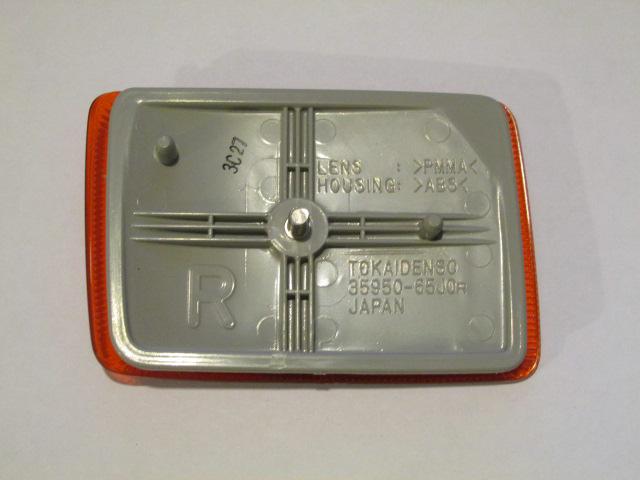 3C27
LENS : >PMMA<
HOUSING: >ABS<
R
TOKAIDENSO
35950-65J0R
JAPAN